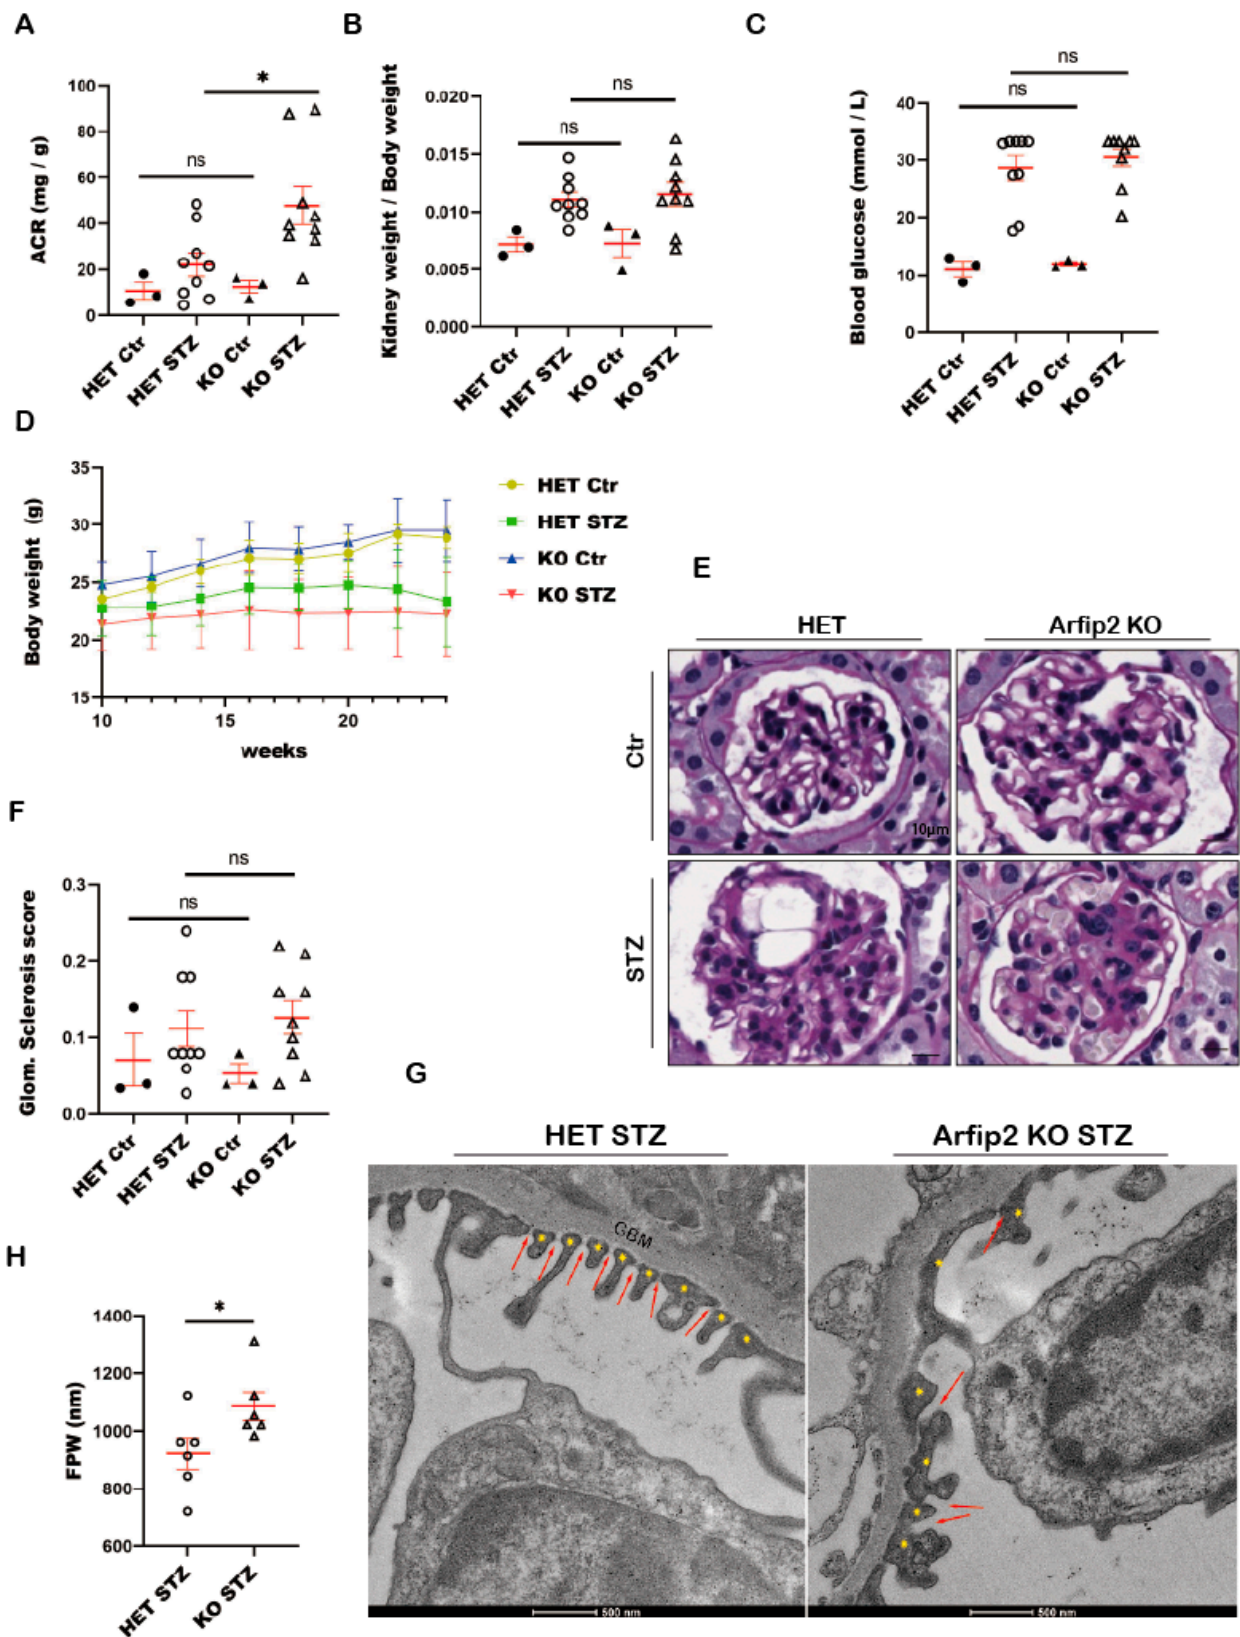 A
ACR (mg / g)
100
80
60
40
20
0
ns
*
HET Ctr
HET STZ
KO Ctr
KO STZ
B
Kidney weight / Body weight
0.020
0.015
0.010
0.005
0.000
ns
ns
HET Ctr
HET STZ
KO Ctr
KO STZ
C
Blood glucose (mmol / L)
40
30
20
10
0
ns
ns
HET Ctr
HET STZ
KO Ctr
KO STZ
D
Body weight (g)
35
30
25
20
15
10
15
20
weeks
HET Ctr
HET STZ
KO Ctr
KO STZ
E
HET
Arfip2 KO
Ctr
STZ
10µm
F
Glom. Sclerosis score
0.3
0.2
0.1
0.0
ns
ns
HET Ctr
HET STZ
KO Ctr
KO STZ
G
HET STZ
Arfip2 KO STZ
GBM
500 nm
500 nm
H
FPW (nm)
1400
1200
1000
800
600
*
HET STZ
KO STZ